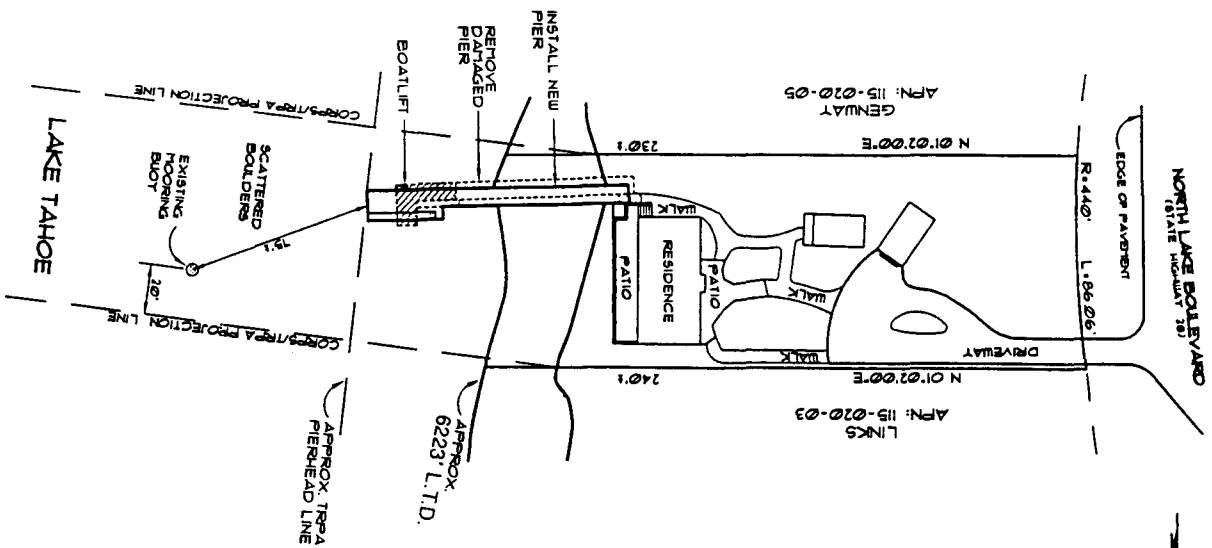 NORTH LAKE BOULEVARD
(STATE HIGHWAY 28)
EDGE OF PAVEMENT
R=440' L=86.06'
GENWAY
APN: 115-020-05
N 01°02'00"E
230'±
INSTALL NEW
PIER
REMOVE
DAMAGED
PIER
BOATLIFT
CORPS/TRPA PROJECTION LINE
LAKE TAHOE
SCATTERED
BOULDERS
EXISTING
MOORING
BUOY
75'±
20'
CORPS/TRPA PROJECTION LINE
WALK
PATIO
RESIDENCE
PATIO
WALK
WALK
DRIVEWAY
N 01°02'00"E
240'±
LINKS
APN: 115-020-03
APPROX.
6223' L.T.D.
APPROX. TRPA
PIERHEAD LINE